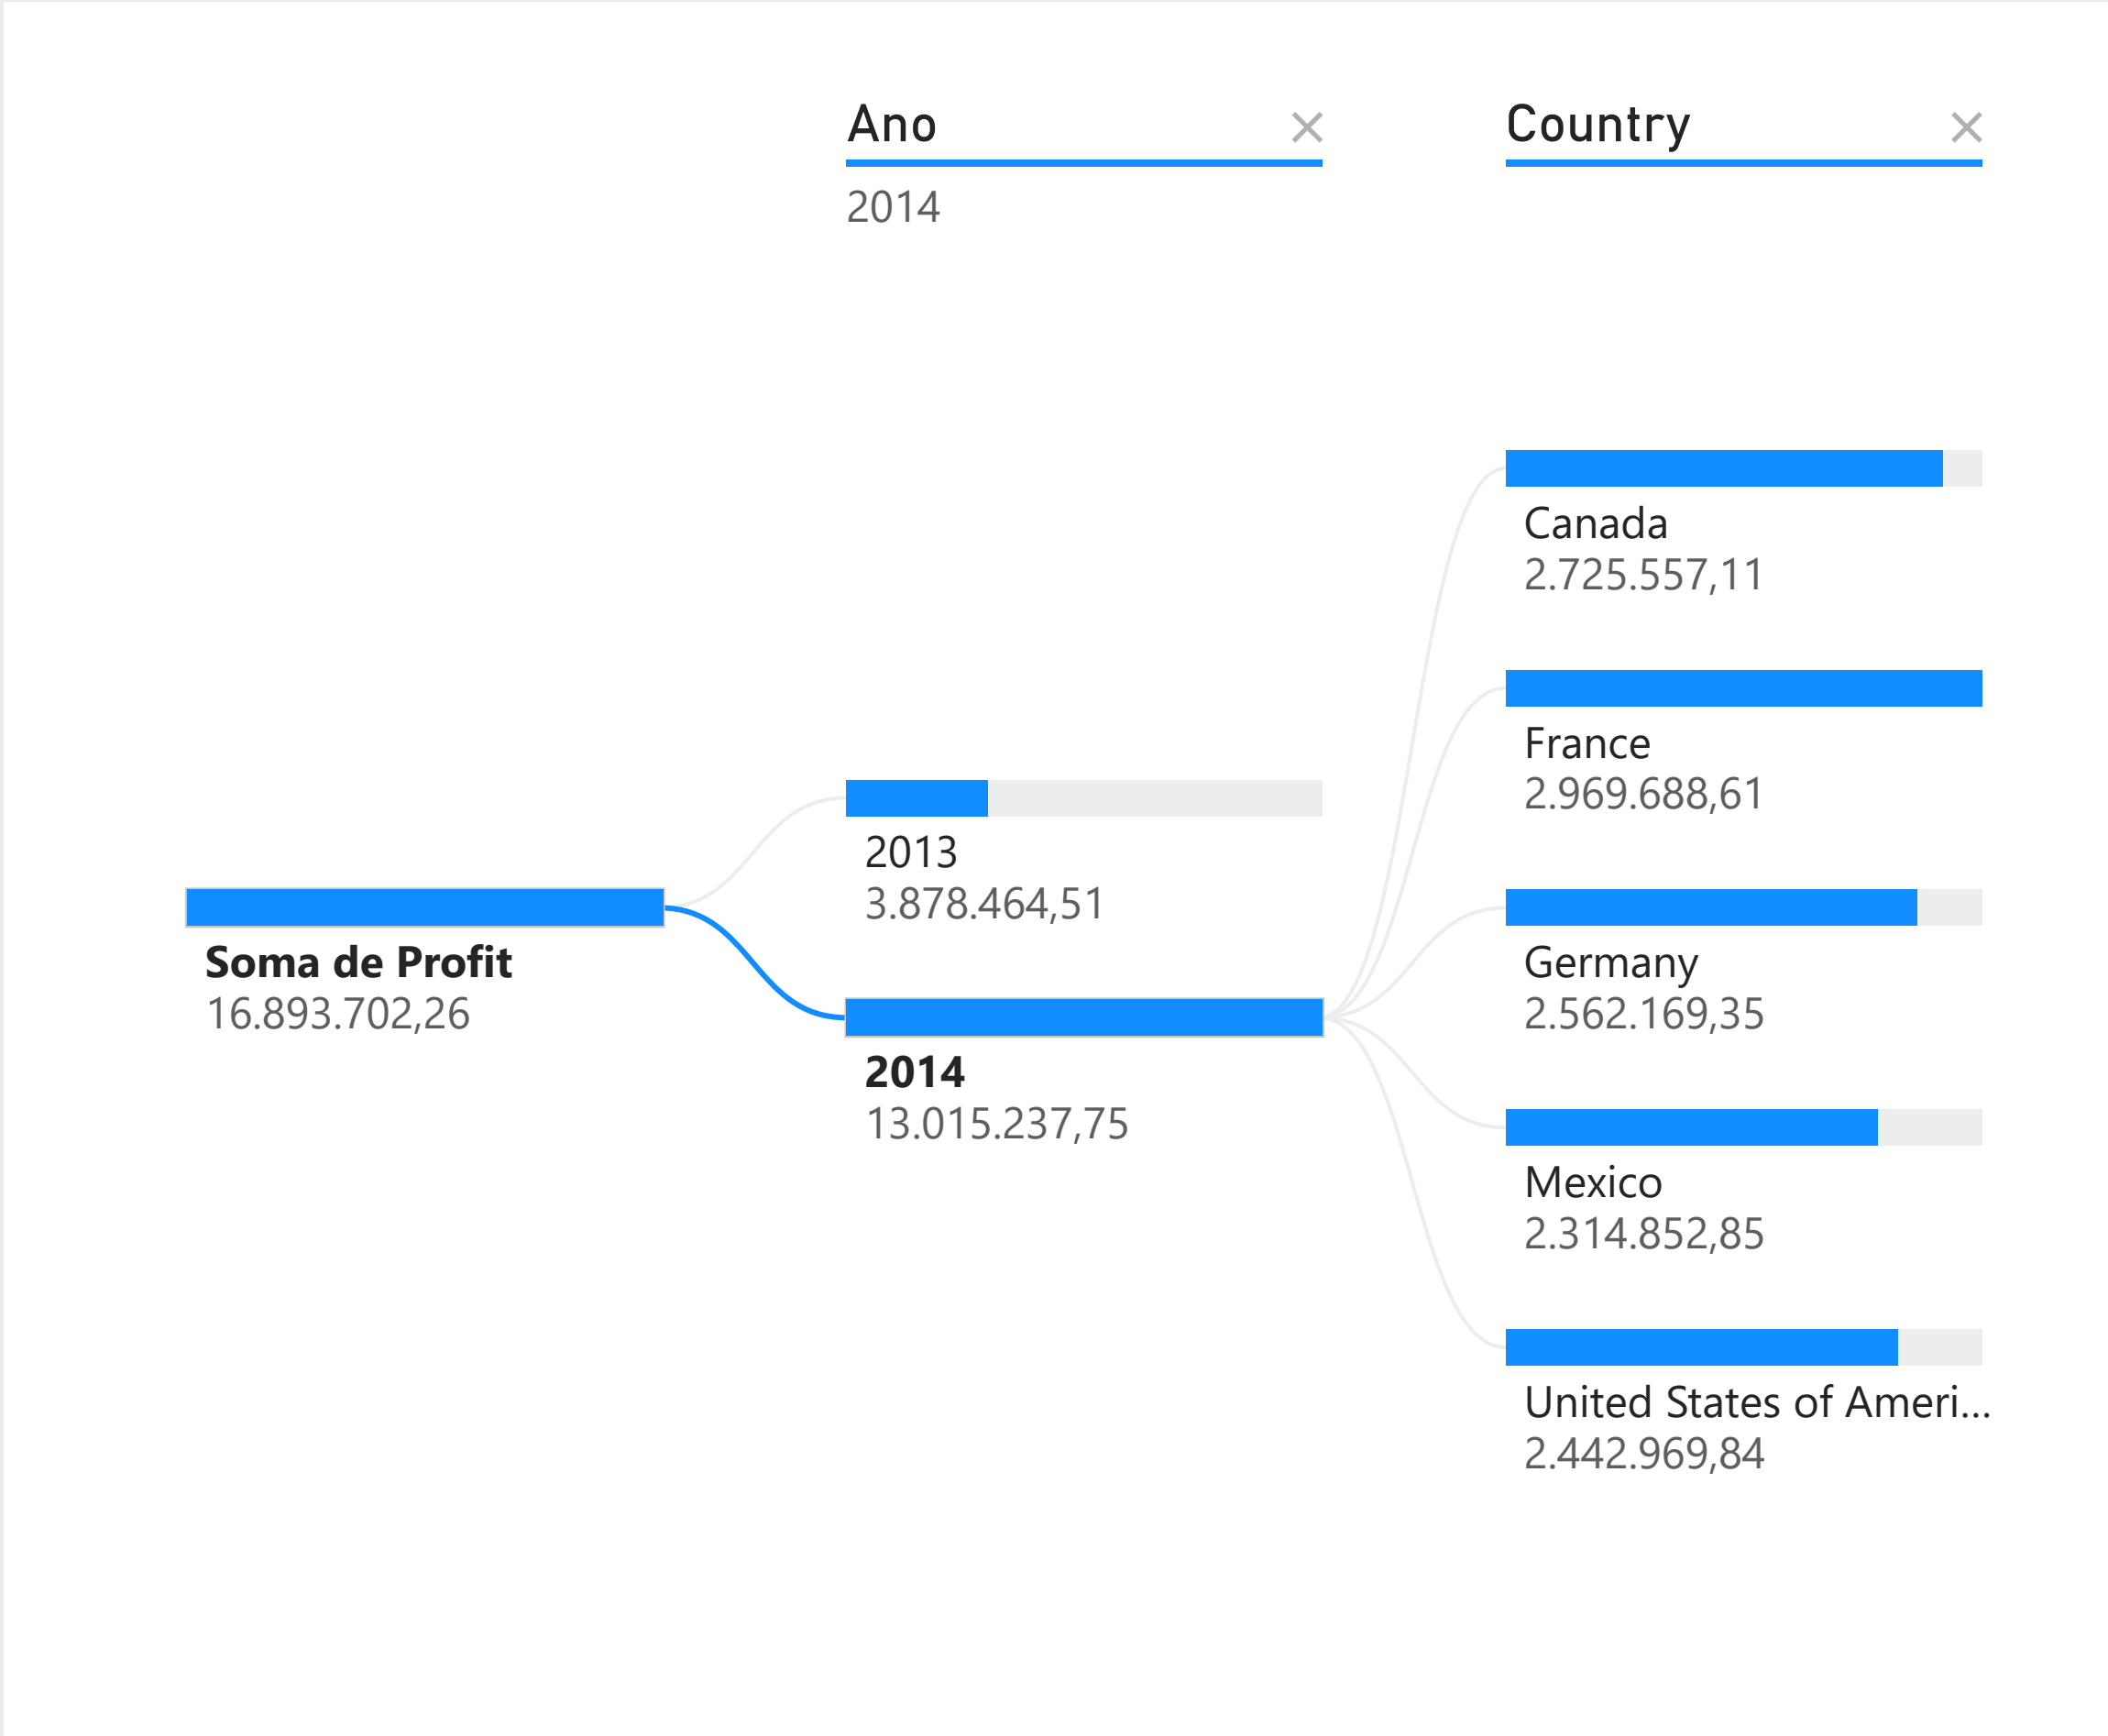 Ano
Country
2014
Soma de Profit
16.893.702,26
2013
3.878.464,51
2014
13.015.237,75
Canada
2.725.557,11
France
2.969.688,61
Germany
2.562.169,35
Mexico
2.314.852,85
United States of Ameri...
2.442.969,84